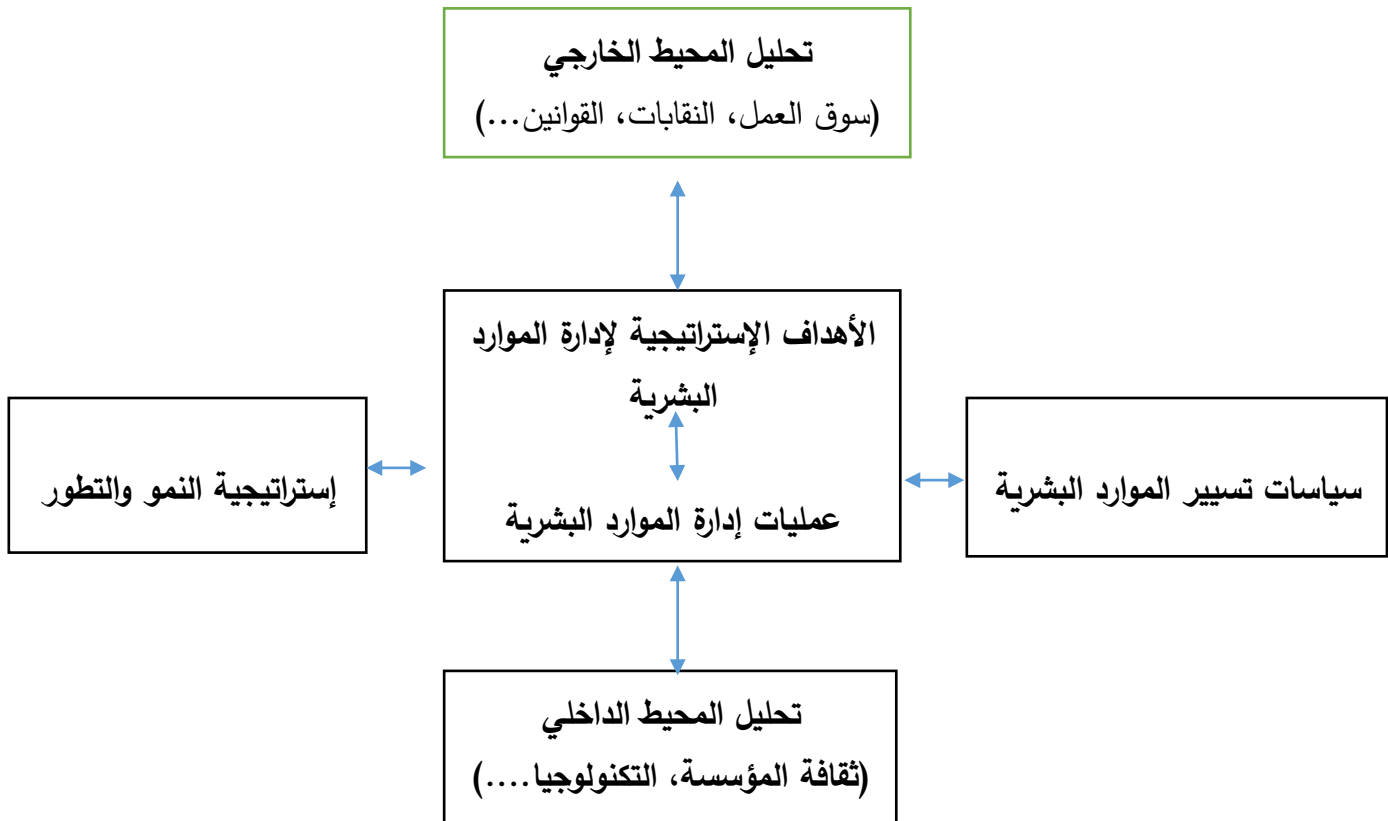 تحليل المحيط الخارجي
(سوق العمل، النقابات، القوانين...)
الأهداف الإستراتيجية لإدارة الموارد
البشرية
عمليات إدارة الموارد البشرية
سياسات تسيير الموارد البشرية
إستراتيجية النمو والتطور
تحليل المحيط الداخلي
(ثقافة المؤسسة، التكنولوجيا....)